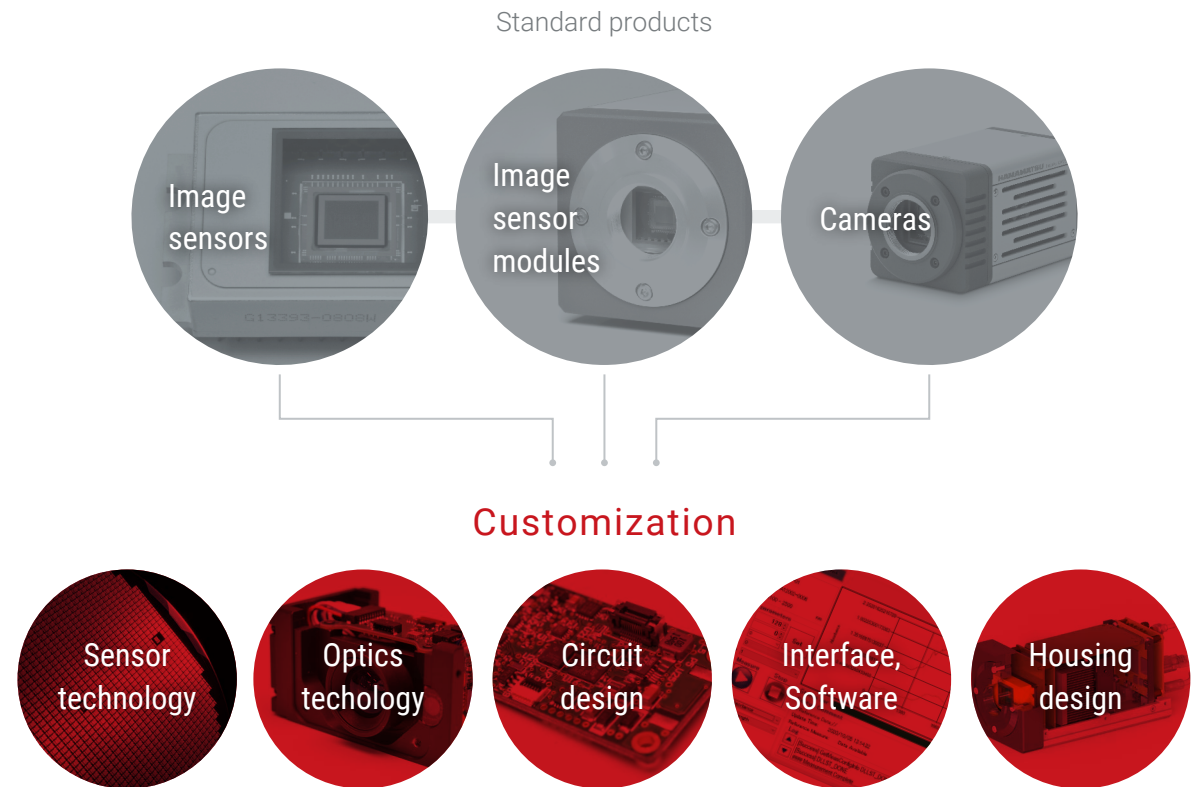 Standard products
Image
sensors
Image
sensor
modules
Cameras
HAMAMATSU
Customization
Sensor
technology
Optics
techology
Circuit
design
Interface,
Software
Housing
design